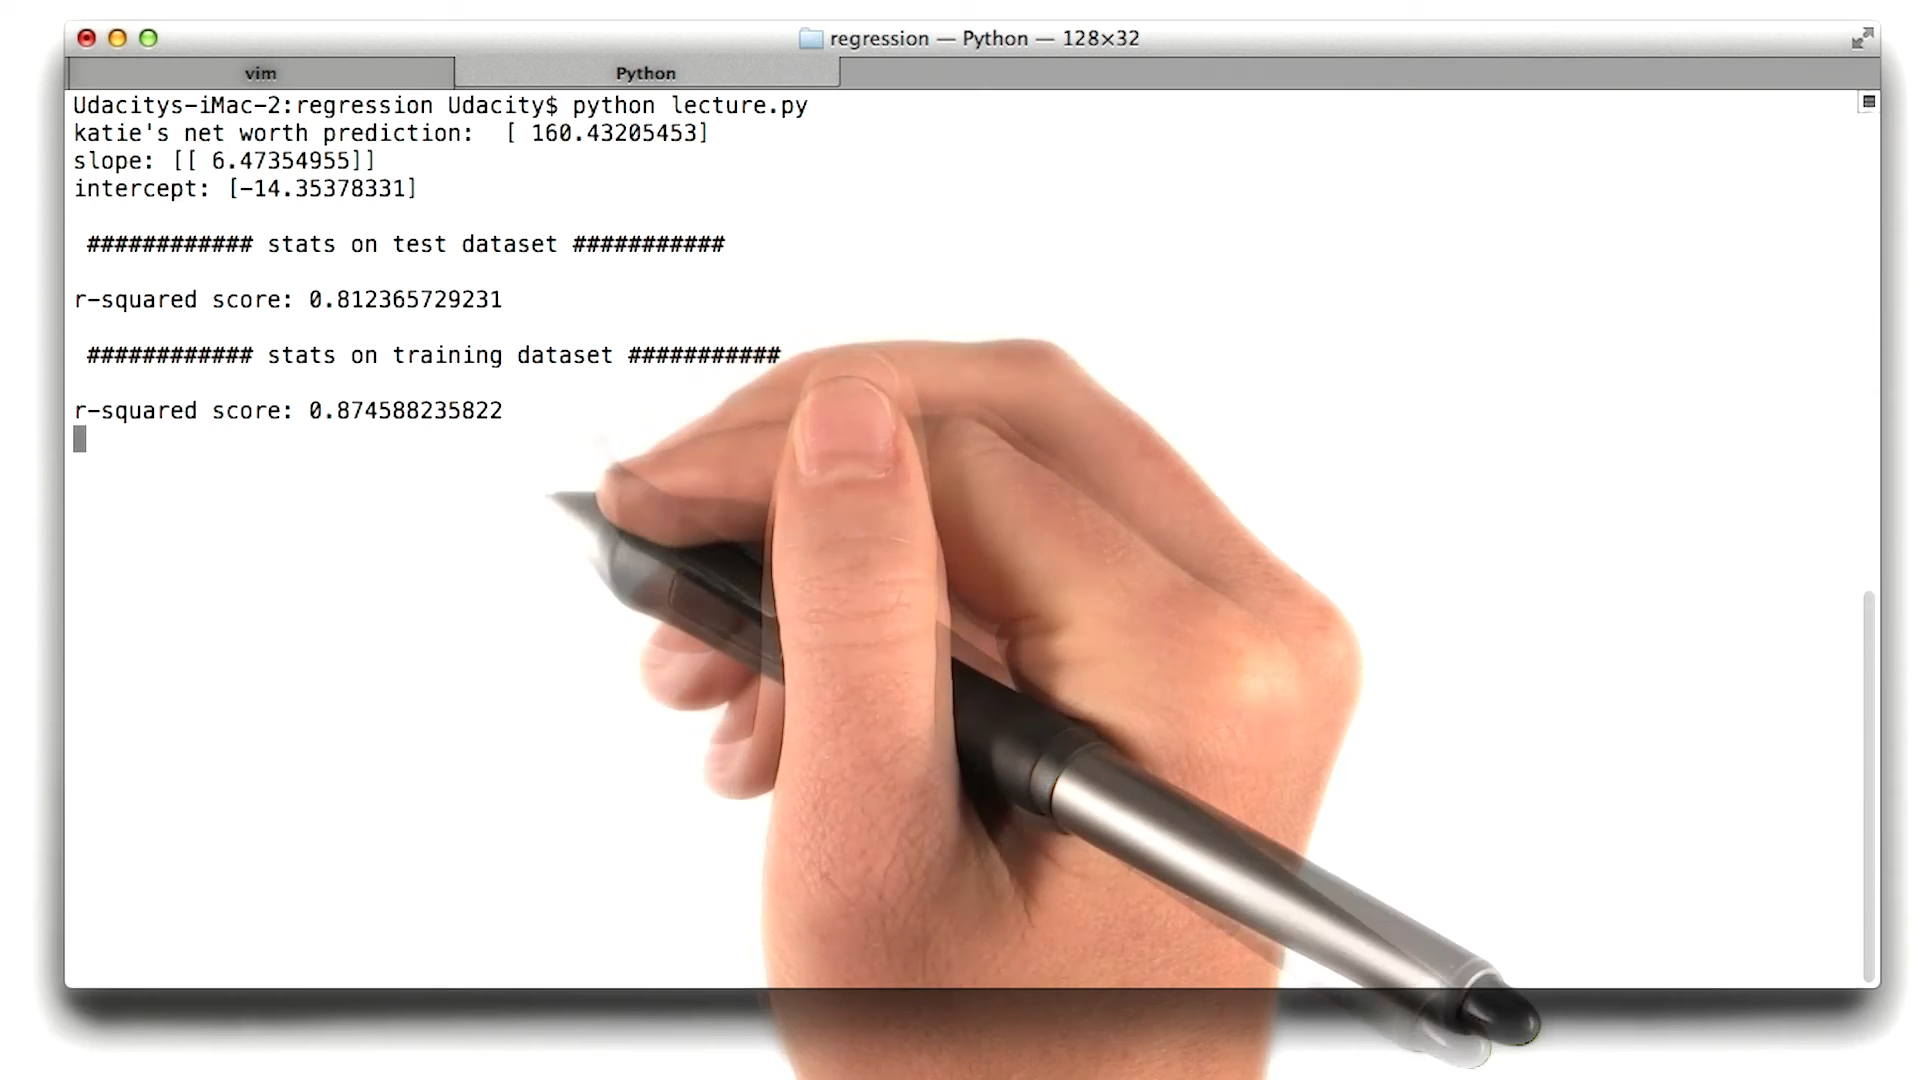 regression — Python — 128×32
vim
Python
Udacitys-iMac-2:regression Udacity$ python lecture.py
katie's net worth prediction:  [ 160.43205453]
slope: [[ 6.47354955]]
intercept: [-14.35378331]
############ stats on test dataset ###########
r-squared score: 0.812365729231
############ stats on training dataset ###########
r-squared score: 0.874588235822